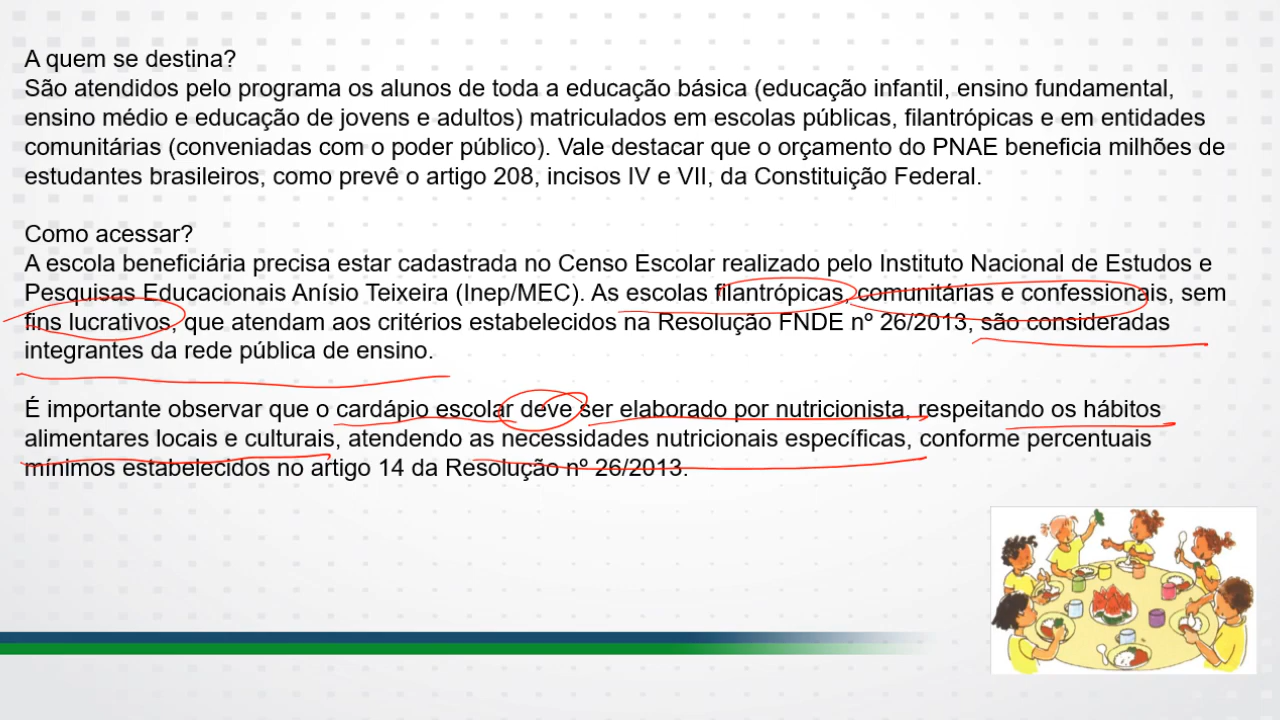 A quem se destina?
São atendidos pelo programa os alunos de toda a educação básica (educação infantil, ensino fundamental,
ensino médio e educação de jovens e adultos) matriculados em escolas públicas, filantrópicas e em entidades
comunitárias (conveniadas com o poder público). Vale destacar que o orçamento do PNAE beneficia milhões de
estudantes brasileiros, como prevê o artigo 208, incisos IV e VII, da Constituição Federal.
Como acessar?
A escola beneficiária precisa estar cadastrada no Censo Escolar realizado pelo Instituto Nacional de Estudos e
Pesquisas Educacionais Anísio Teixeira (Inep/MEC). As escolas filantrópicas, comunitárias e confessionais, sem
fins lucrativos, que atendam aos critérios estabelecidos na Resolução FNDE nº 26/2013, são consideradas
integrantes da rede pública de ensino.
É importante observar que o cardápio escolar deve ser elaborado por nutricionista, respeitando os hábitos
alimentares locais e culturais, atendendo as necessidades nutricionais específicas, conforme percentuais
mínimos estabelecidos no artigo 14 da Resolução nº 26/2013.